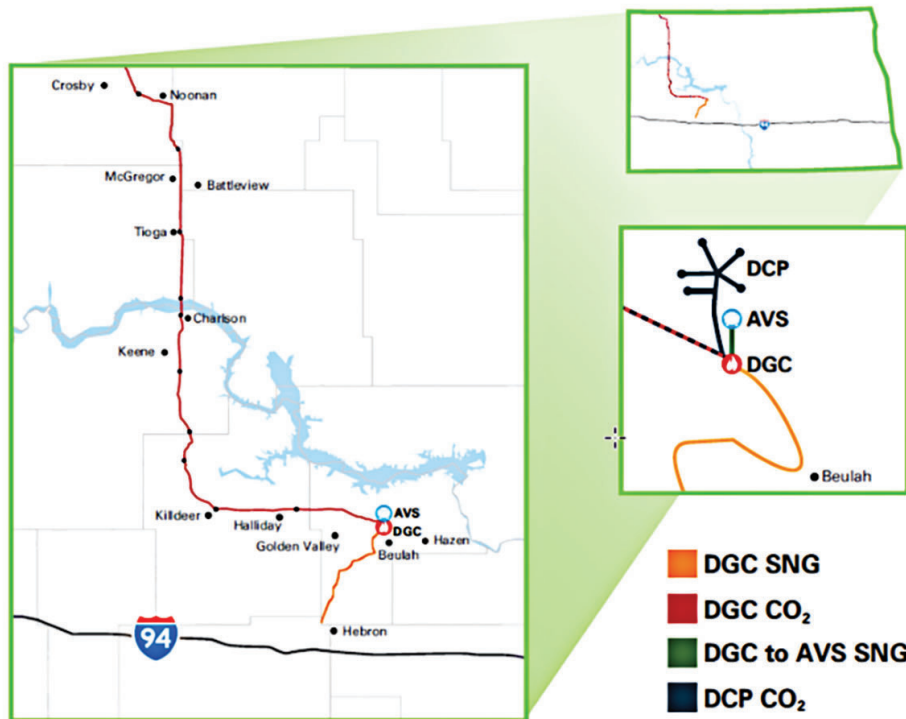 Crosby
Noonan
McGregor
Battleview
Tioga
Charlson
Keene
Killdeer
Halliday
Golden Valley
AVS
DGC
Beulah
Hazen
Hebron
94
DCP
AVS
DGC
Beulah
DGC SNG
DGC CO₂
DGC to AVS SNG
DCP CO₂